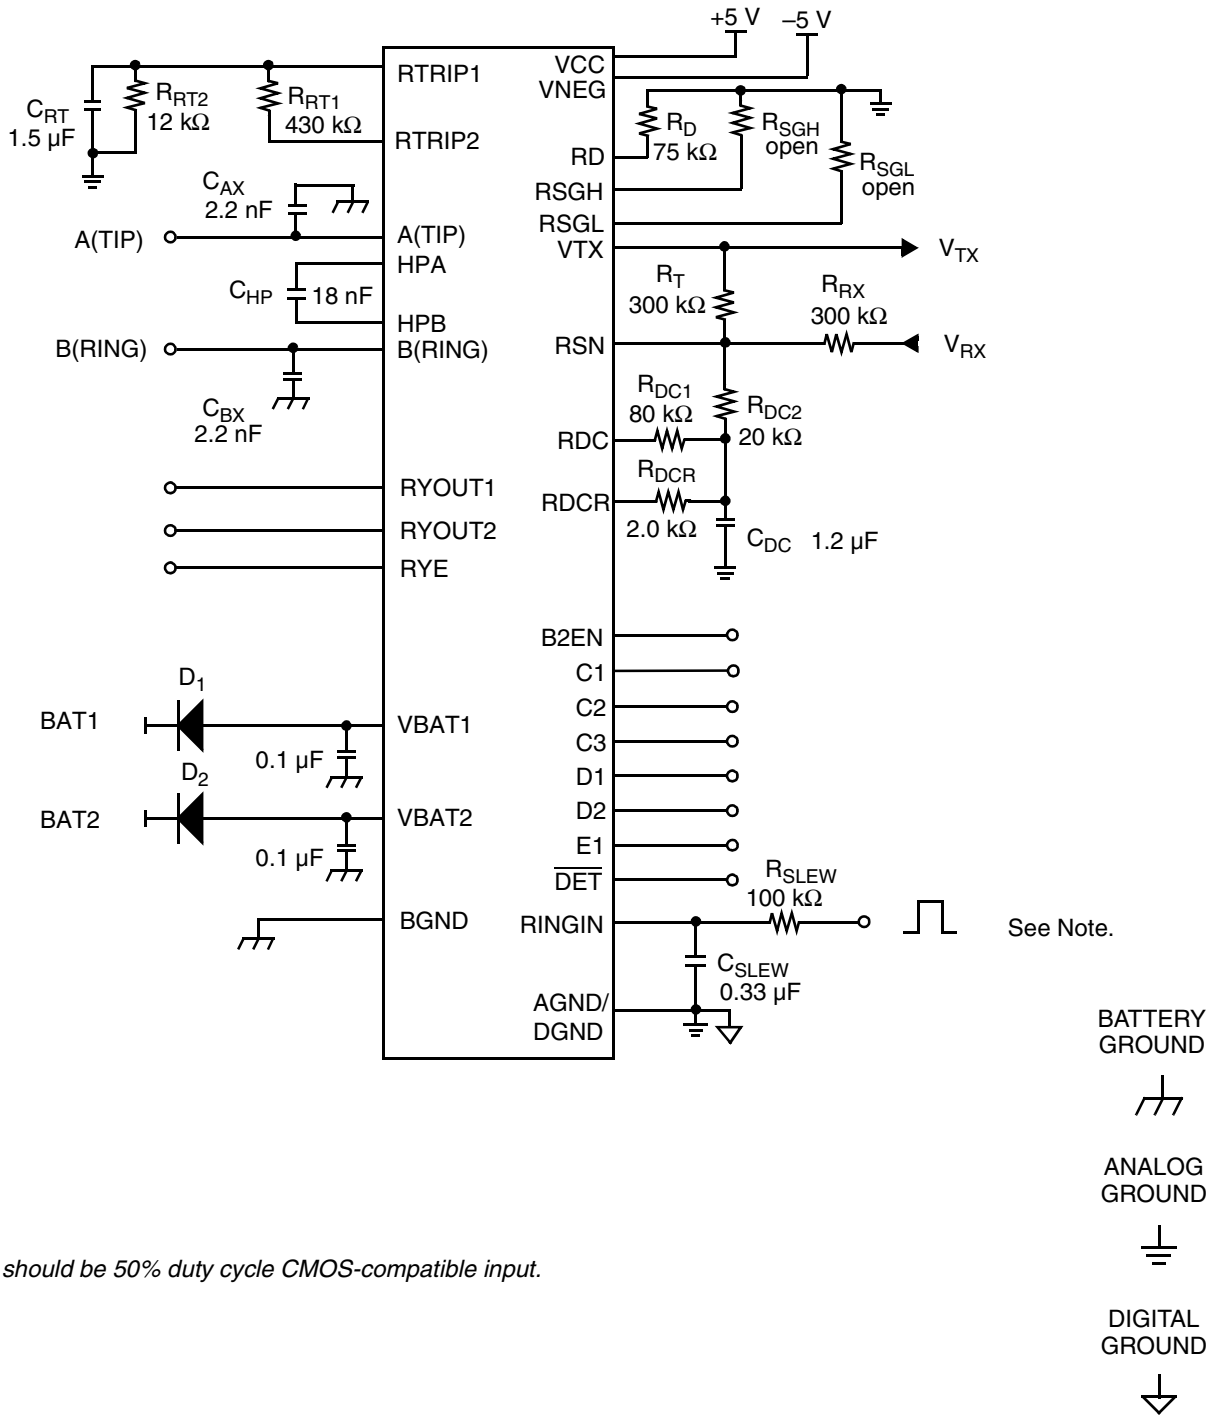 +5 V
–5 V
RTRIP1
VCC
VNEG
C_RT
1.5 µF
R_RT2
12 kΩ
R_RT1
430 kΩ
RTRIP2
R_D
75 kΩ
R_SGH
open
R_SGL
open
RD
RSGH
RSGL
C_AX
2.2 nF
A(TIP)
A(TIP)
VTX
V_TX
HPA
C_HP
18 nF
HPB
R_T
300 kΩ
R_RX
300 kΩ
B(RING)
B(RING)
RSN
V_RX
C_BX
2.2 nF
R_DC1
80 kΩ
R_DC2
20 kΩ
RDC
R_DCR
2.0 kΩ
RDCR
C_DC 1.2 µF
RYOUT1
RYOUT2
RYE
B2EN
C1
C2
C3
D1
D2
E1
DET
D_1
BAT1
VBAT1
0.1 µF
D_2
BAT2
VBAT2
0.1 µF
R_SLEW
100 kΩ
BGND
RINGIN
See Note.
C_SLEW
0.33 µF
AGND/
DGND
BATTERY
GROUND
ANALOG
GROUND
should be 50% duty cycle CMOS-compatible input.
DIGITAL
GROUND